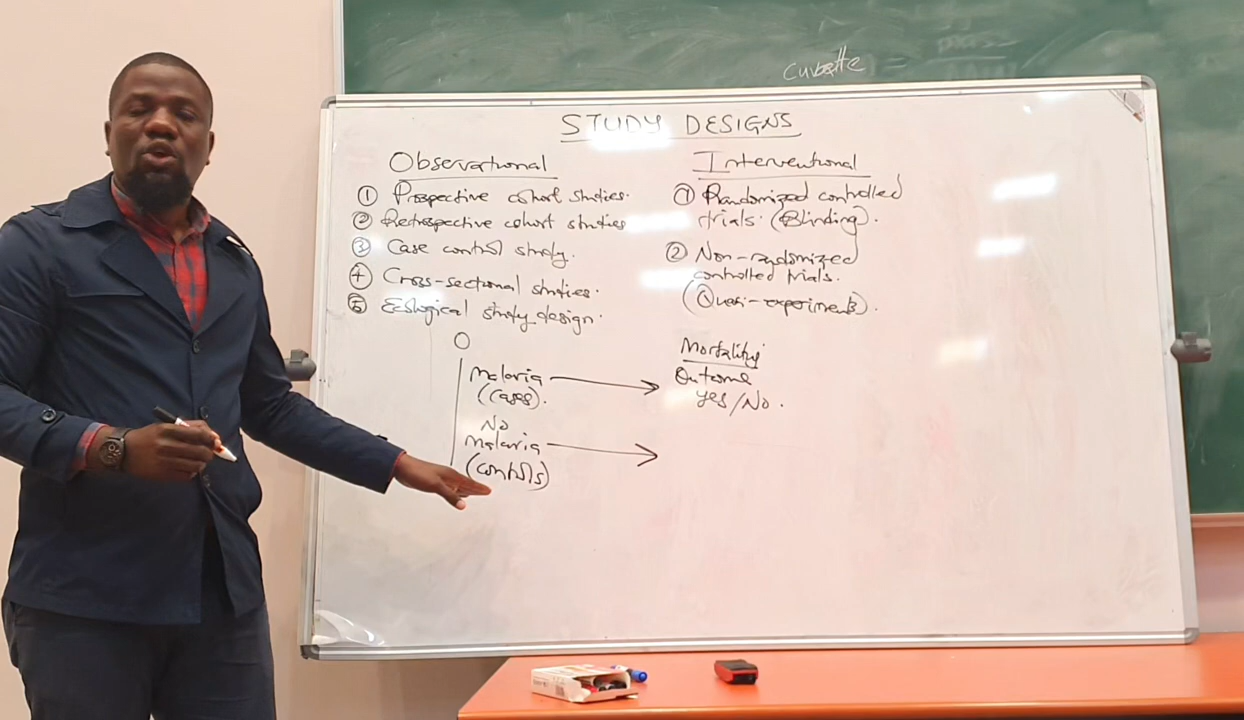 cuvette =
STUDY DESIGNS
Observational
① Prospective cohort studies.
② Retrospective cohort studies
③ Case control study.
④ Cross-sectional studies.
⑤ Ecological study design.
Interventional
① Randomized controlled
trials. (Blinding).
② Non-randomized
controlled trials.
(Quasi-experiments).
O
Malaria
(Cases).
No
Malaria
(controls)
Mortality
Outcome
Yes/No.